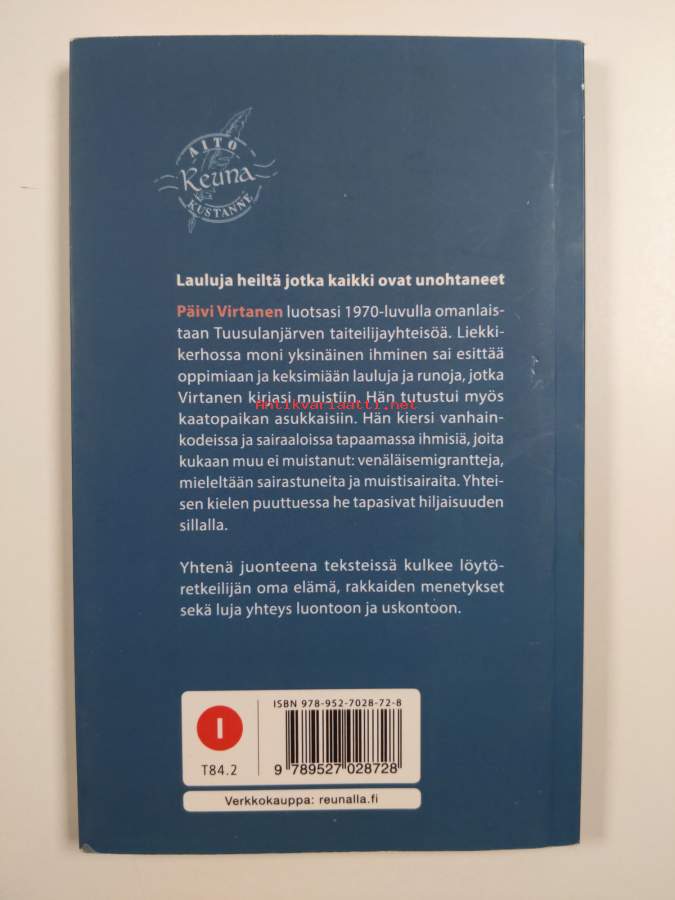 AITO
Reuna
KUSTANNE
Lauluja heiltä jotka kaikki ovat unohtaneet
Päivi Virtanen luotsasi 1970-luvulla omanlais-
taan Tuusulanjärven taiteilijayhteisöä. Liekki-
kerhossa moni yksinäinen ihminen sai esittää
oppimiaan ja keksimiään lauluja ja runoja, jotka
Virtanen kirjasi muistiin. Hän tutustui myös
Antikvariaatti.net
kaatopaikan asukkaisiin. Hän kiersi vanhain-
kodeissa ja sairaaloissa tapaamassa ihmisiä, joita
kukaan muu ei muistanut: venäläisemigrantteja,
mieleltään sairastuneita ja muistisairaita. Yhtei-
sen kielen puuttuessa he tapasivat hiljaisuuden
sillalla.
Yhtenä juonteena teksteissä kulkee löytö-
retkeilijän oma elämä, rakkaiden menetykset
sekä luja yhteys luontoon ja uskontoon.
I
T84.2
ISBN 978-952-7028-72-8
9 789527 028728
Verkkokauppa: reunalla.fi